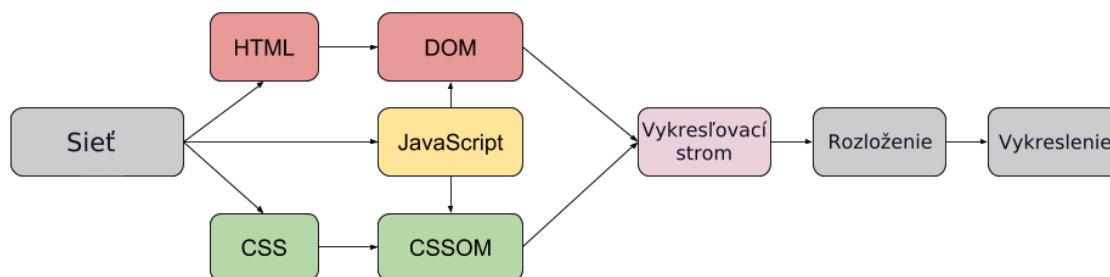 HTML
DOM
Sieť
JavaScript
Vykresľovací
strom
Rozloženie
Vykreslenie
CSS
CSSOM